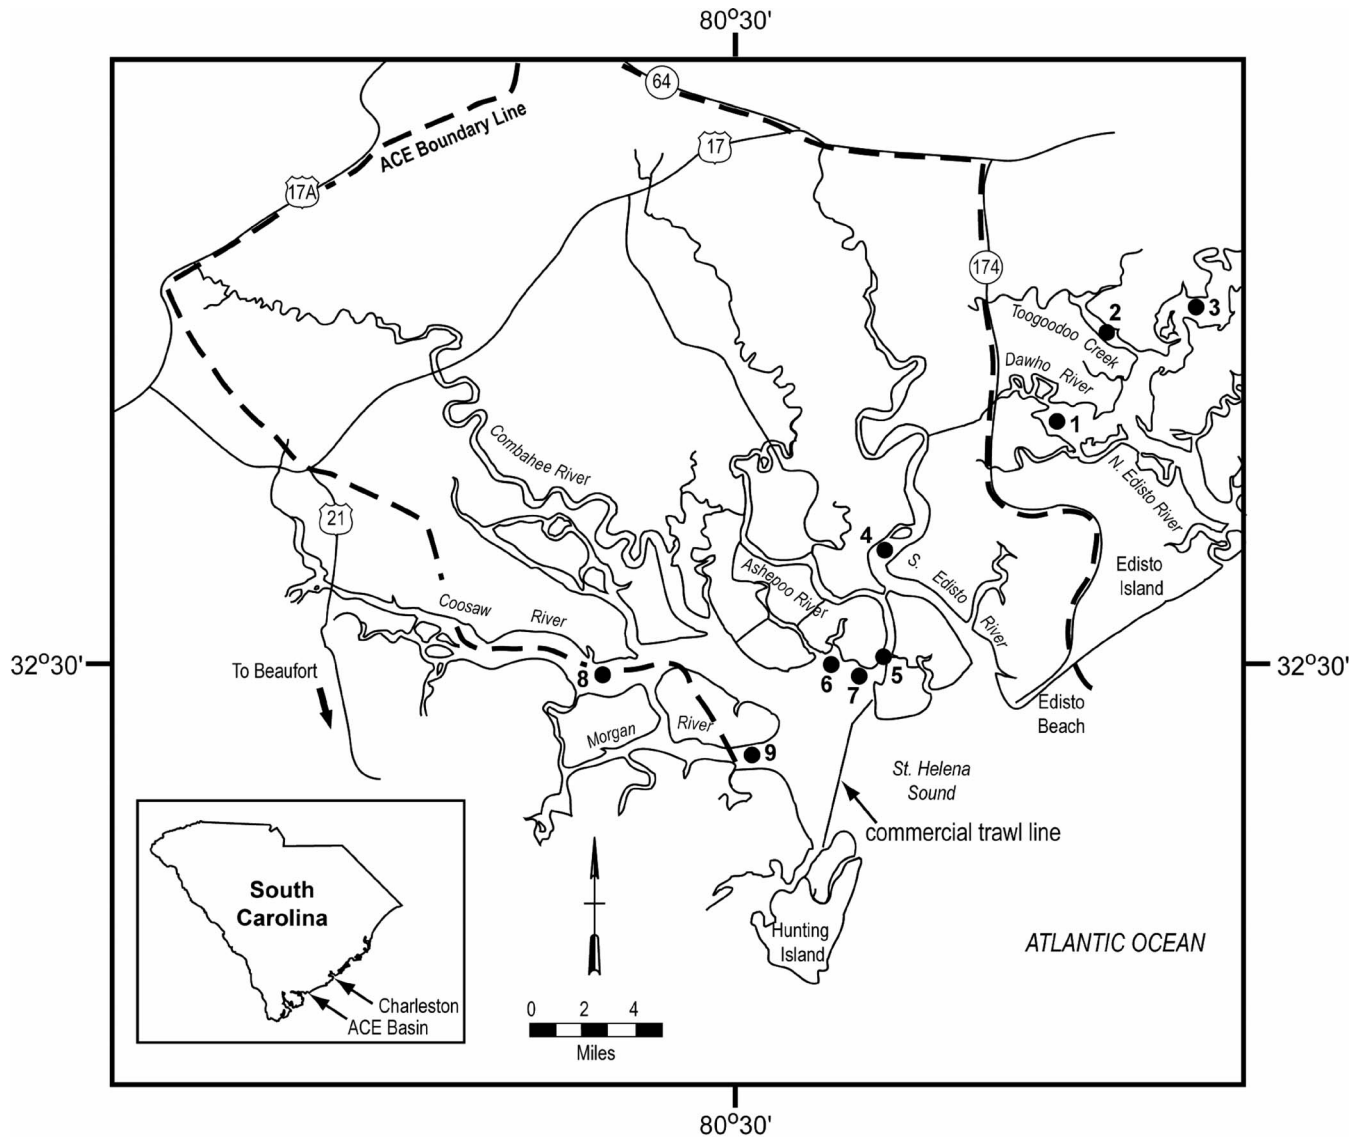 80°30'
64
ACE Boundary Line
17
17A
174
2
3
Toogoodoo Creek
Dawho River
1
Combahee River
N. Edisto River
21
4
S. Edisto River
Ashepoo River
Edisto
Island
Coosaw River
32°30'
32°30'
To Beaufort
8
6
7
5
Edisto
Beach
Morgan River
9
St. Helena
Sound
commercial trawl line
South
Carolina
Hunting
Island
ATLANTIC OCEAN
Charleston
ACE Basin
0 2 4
Miles
80°30'